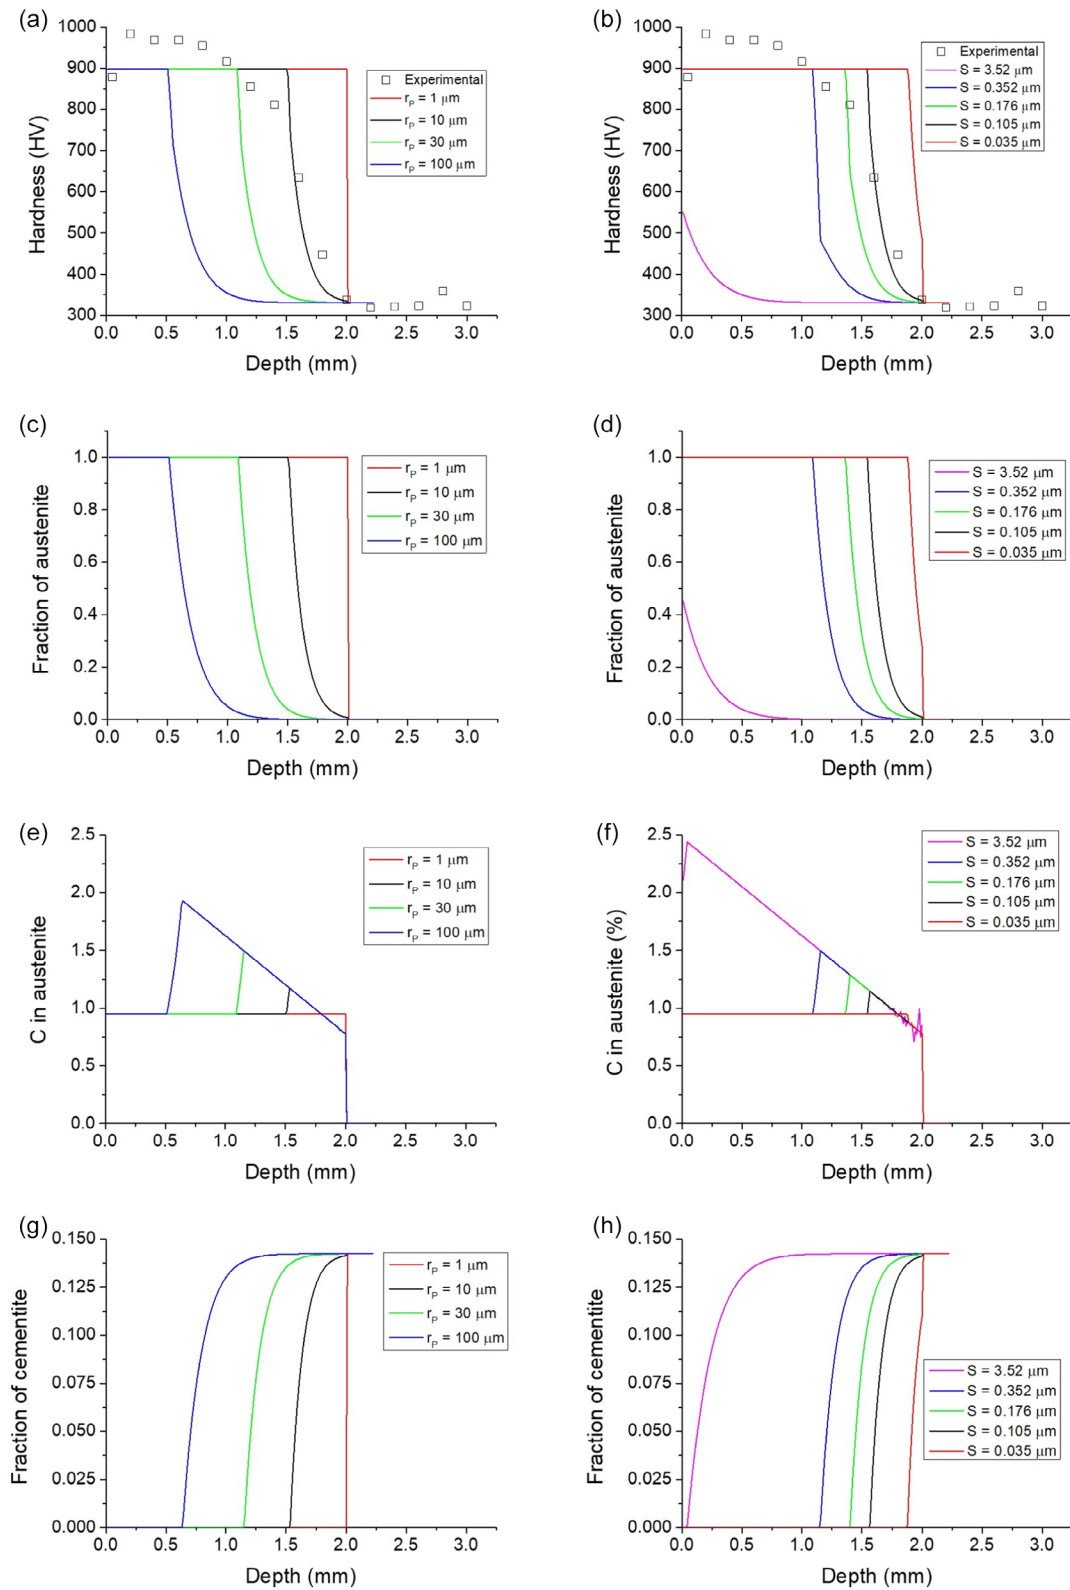 (a)
1000
900
800
700
600
500
400
300
Hardness (HV)
0.0 0.5 1.0 1.5 2.0 2.5 3.0
Depth (mm)
Experimental
rP = 1 μm
rP = 10 μm
rP = 30 μm
rP = 100 μm
(b)
1000
900
800
700
600
500
400
300
Hardness (HV)
0.0 0.5 1.0 1.5 2.0 2.5 3.0
Depth (mm)
Experimental
S = 3.52 μm
S = 0.352 μm
S = 0.176 μm
S = 0.105 μm
S = 0.035 μm
(c)
1.0
0.8
0.6
0.4
0.2
0.0
Fraction of austenite
0.0 0.5 1.0 1.5 2.0 2.5 3.0
Depth (mm)
rP = 1 μm
rP = 10 μm
rP = 30 μm
rP = 100 μm
(d)
1.0
0.8
0.6
0.4
0.2
0.0
Fraction of austenite
0.0 0.5 1.0 1.5 2.0 2.5 3.0
Depth (mm)
S = 3.52 μm
S = 0.352 μm
S = 0.176 μm
S = 0.105 μm
S = 0.035 μm
(e)
2.5
2.0
1.5
1.0
0.5
0.0
C in austenite
0.0 0.5 1.0 1.5 2.0 2.5 3.0
Depth (mm)
rP = 1 μm
rP = 10 μm
rP = 30 μm
rP = 100 μm
(f)
2.5
2.0
1.5
1.0
0.5
0.0
C in austenite (%)
0.0 0.5 1.0 1.5 2.0 2.5 3.0
Depth (mm)
S = 3.52 μm
S = 0.352 μm
S = 0.176 μm
S = 0.105 μm
S = 0.035 μm
(g)
0.150
0.125
0.100
0.075
0.050
0.025
0.000
Fraction of cementite
0.0 0.5 1.0 1.5 2.0 2.5 3.0
Depth (mm)
rP = 1 μm
rP = 10 μm
rP = 30 μm
rP = 100 μm
(h)
0.150
0.125
0.100
0.075
0.050
0.025
0.000
Fraction of cementite
0.0 0.5 1.0 1.5 2.0 2.5 3.0
Depth (mm)
S = 3.52 μm
S = 0.352 μm
S = 0.176 μm
S = 0.105 μm
S = 0.035 μm